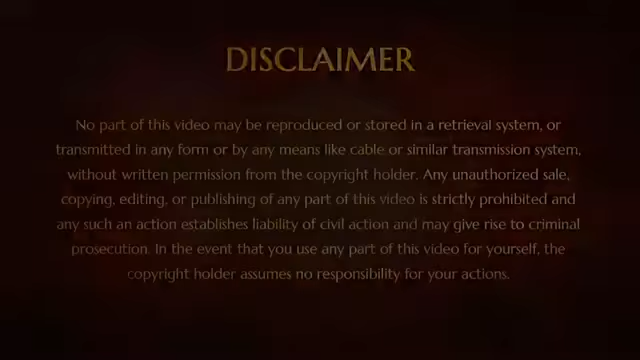 DISCLAIMER
No part of this video may be reproduced or stored in a retrieval system, or
transmitted in any form or by any means like cable or similar transmission system,
without written permission from the copyright holder. Any unauthorized sale,
copying, editing, or publishing of any part of this video is strictly prohibited and
any such an action establishes liability of civil action and may give rise to criminal
prosecution. In the event that you use any part of this video for yourself, the
copyright holder assumes no responsibility for your actions.